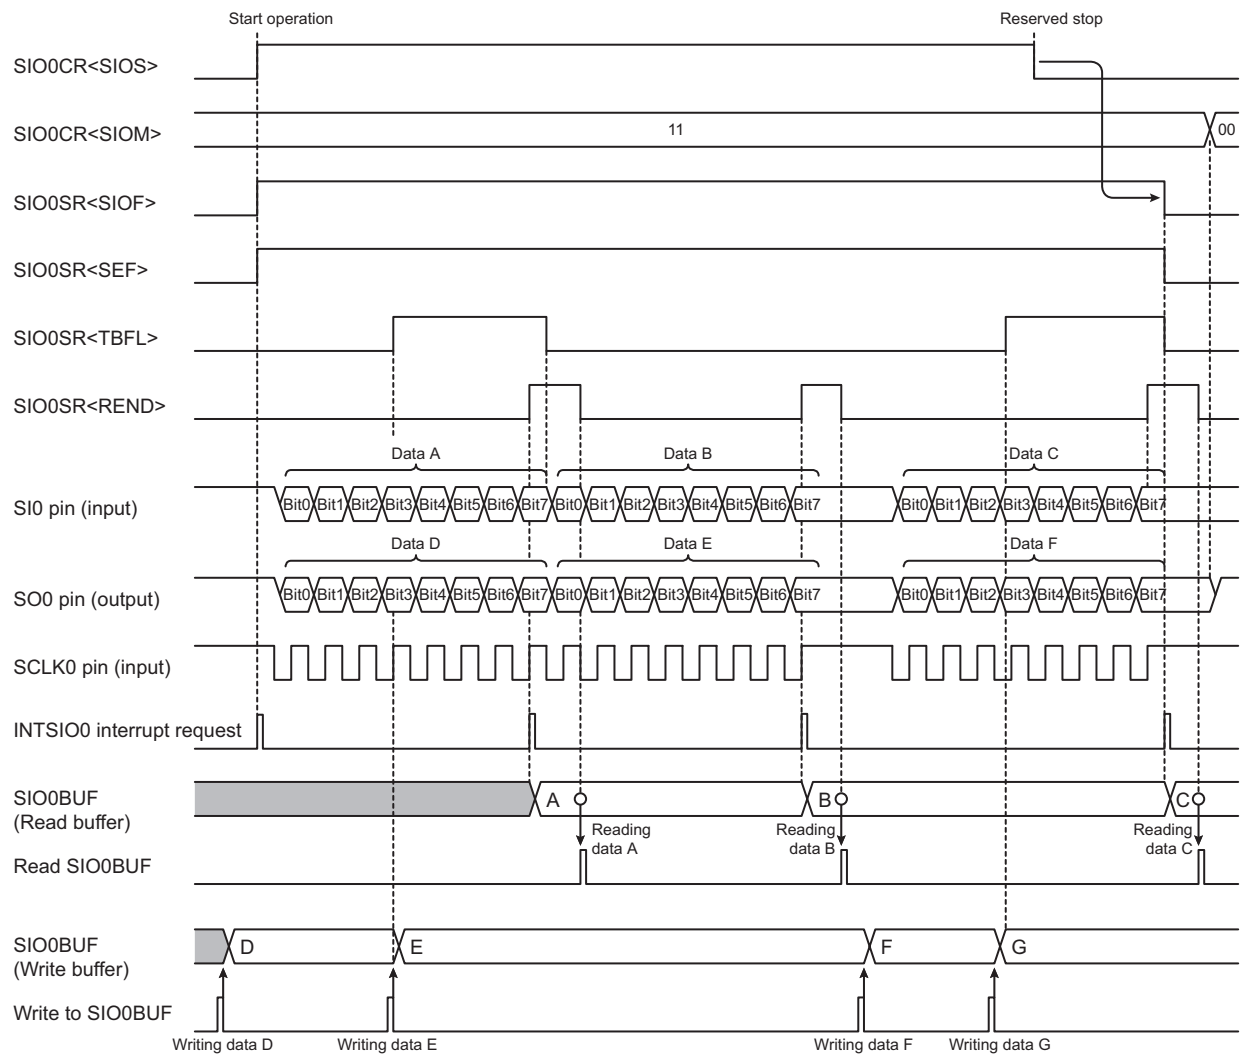 Start operation
Reserved stop
SIO0CR<SIOS>
SIO0CR<SIOM>
11
00
SIO0SR<SIOF>
SIO0SR<SEF>
SIO0SR<TBFL>
SIO0SR<REND>
Data A
Data B
Data C
SI0 pin (input)
Bit0 Bit1 Bit2 Bit3 Bit4 Bit5 Bit6 Bit7 Bit0 Bit1 Bit2 Bit3 Bit4 Bit5 Bit6 Bit7 Bit0 Bit1 Bit2 Bit3 Bit4 Bit5 Bit6 Bit7
Data D
Data E
Data F
SO0 pin (output)
Bit0 Bit1 Bit2 Bit3 Bit4 Bit5 Bit6 Bit7 Bit0 Bit1 Bit2 Bit3 Bit4 Bit5 Bit6 Bit7 Bit0 Bit1 Bit2 Bit3 Bit4 Bit5 Bit6 Bit7
SCLK0 pin (input)
INTSIO0 interrupt request
SIO0BUF
(Read buffer)
A
B
C
Reading
data A
Reading
data B
Reading
data C
Read SIO0BUF
SIO0BUF
(Write buffer)
D
E
F
G
Write to SIO0BUF
Writing data D
Writing data E
Writing data F
Writing data G